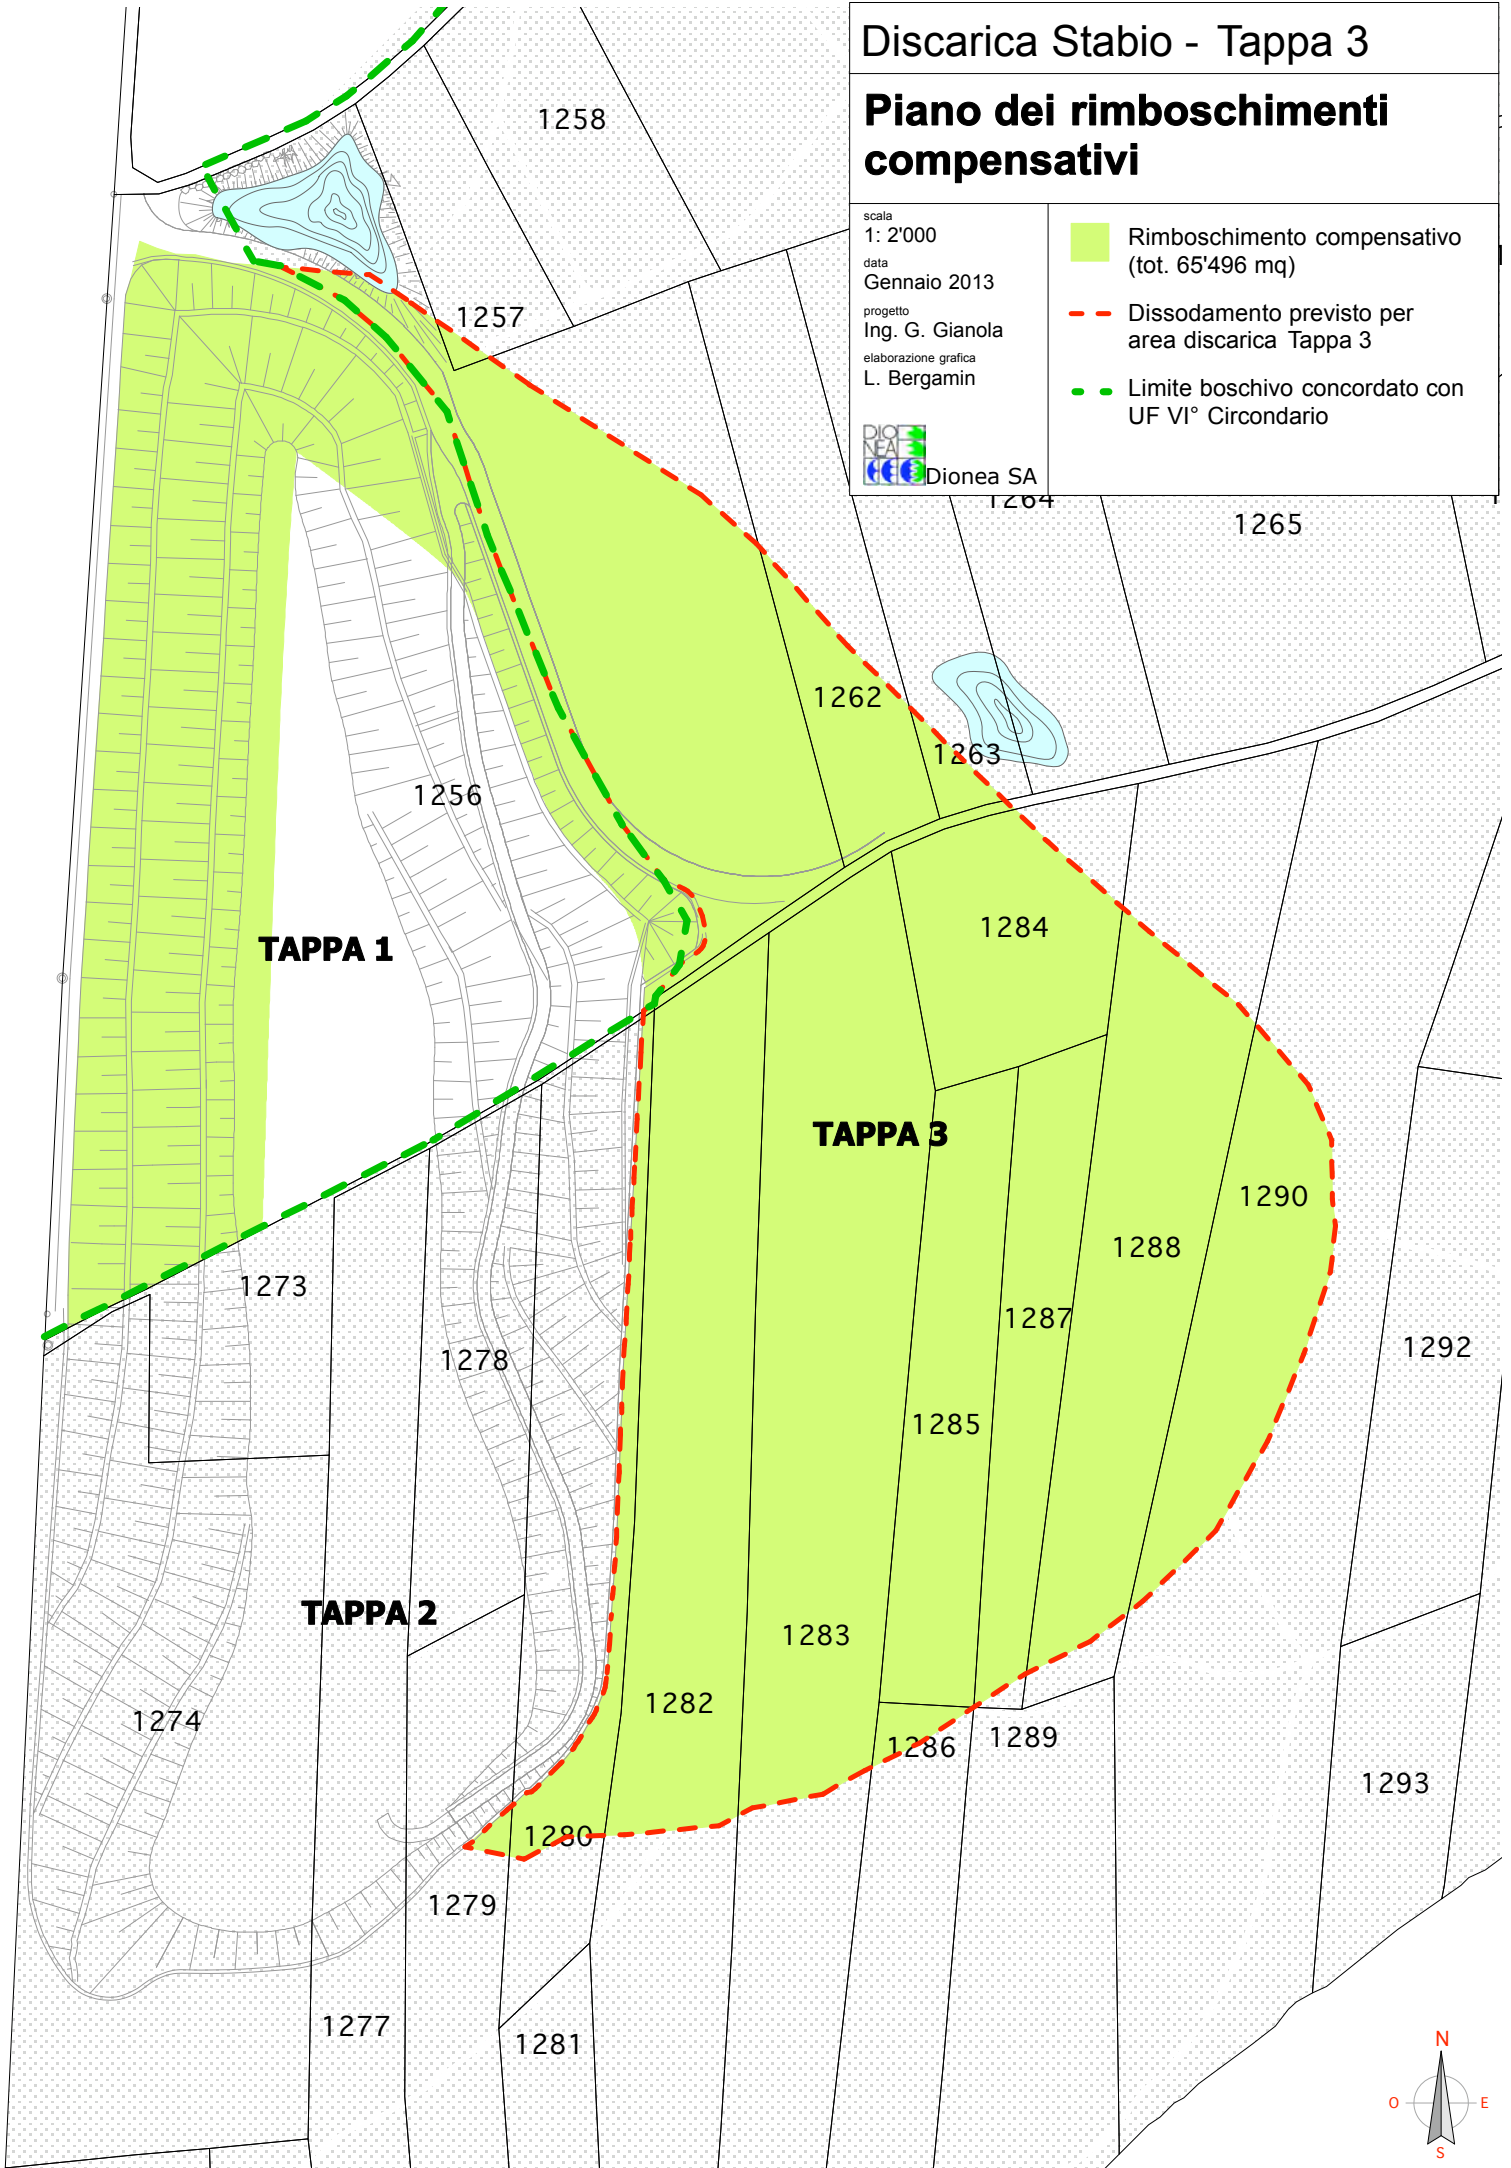 Discarica Stabio - Tappa 3
Piano dei rimboschimenti
compensativi
scala
1: 2'000
data
Gennaio 2013
progetto
Ing. G. Gianola
elaborazione grafica
L. Bergamin
DIO
NEA
Dionea SA
Rimboschimento compensativo
(tot. 65'496 mq)
Dissodamento previsto per
area discarica Tappa 3
Limite boschivo concordato con
UF VI° Circondario
1258
1257
1264
1265
1262
1263
1256
1284
TAPPA 1
TAPPA 3
1290
1288
1273
1287
1278
1292
1285
TAPPA 2
1283
1282
1274
1286
1289
1293
1280
1279
1277
1281
N
O
E
S